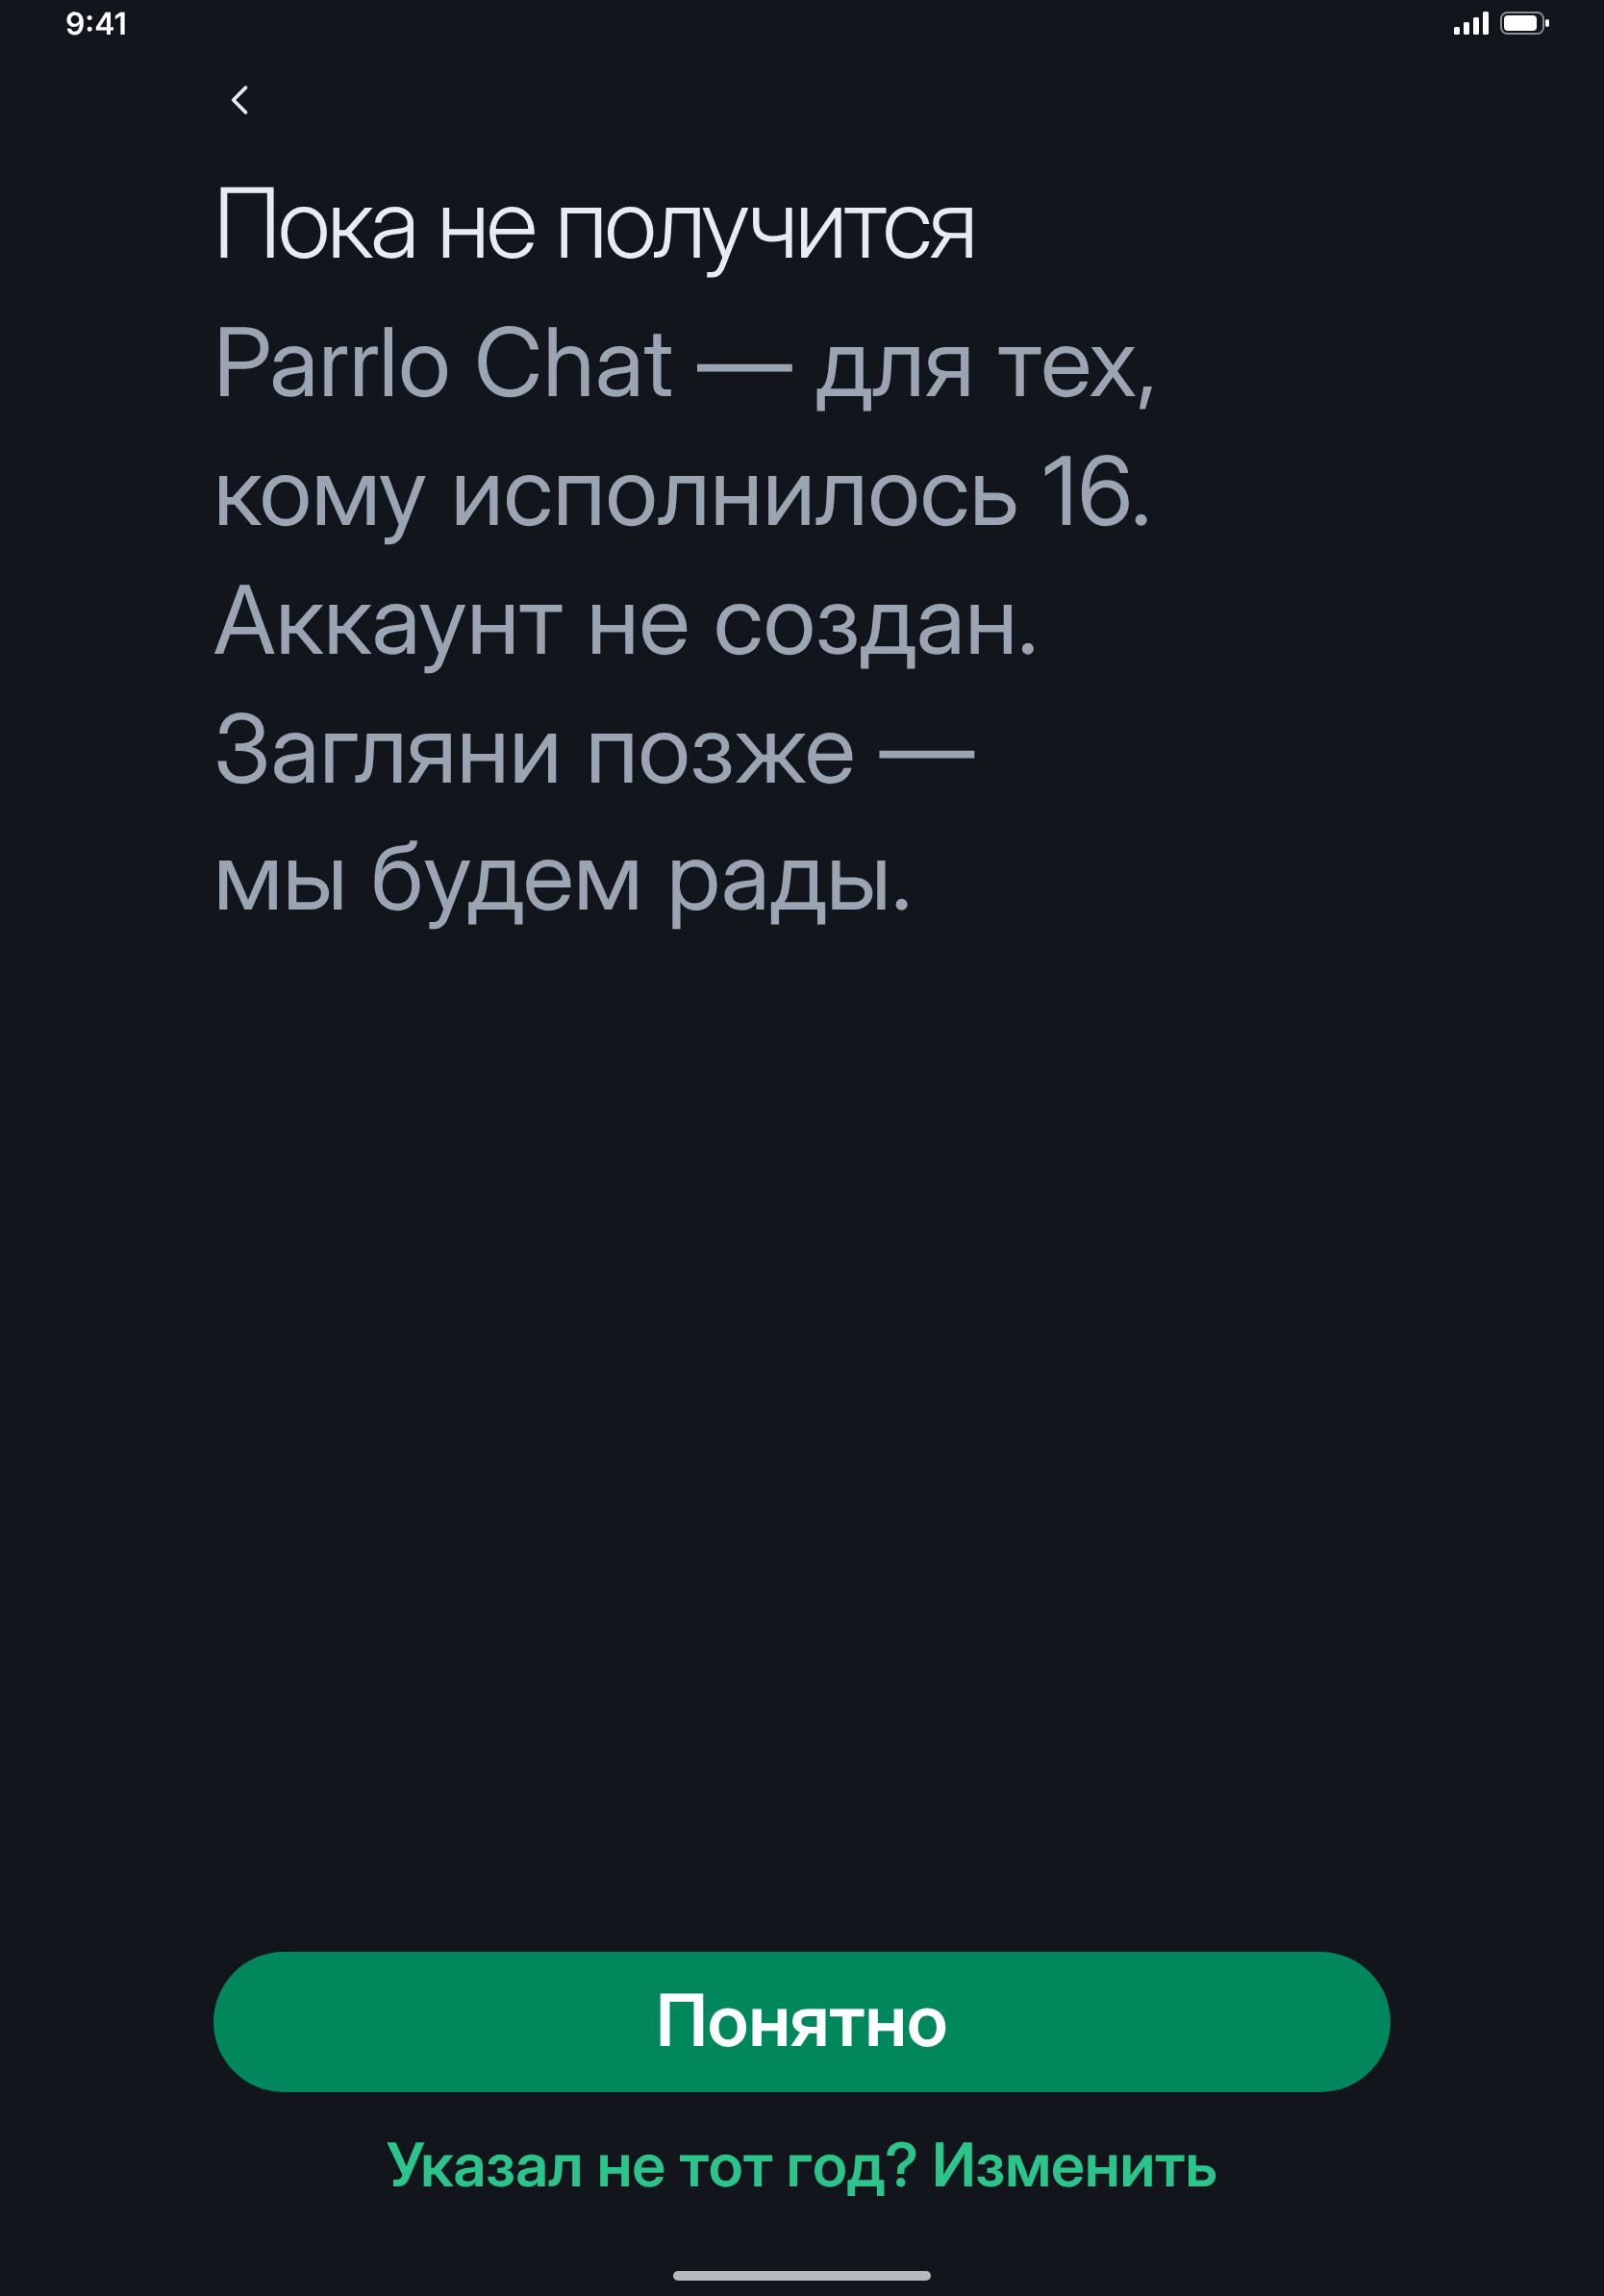 9:41
Пока не получится
Parrlo Chat — для тех,
кому исполнилось 16.
Аккаунт не создан.
Загляни позже —
мы будем рады.
Понятно
Указал не тот год? Изменить